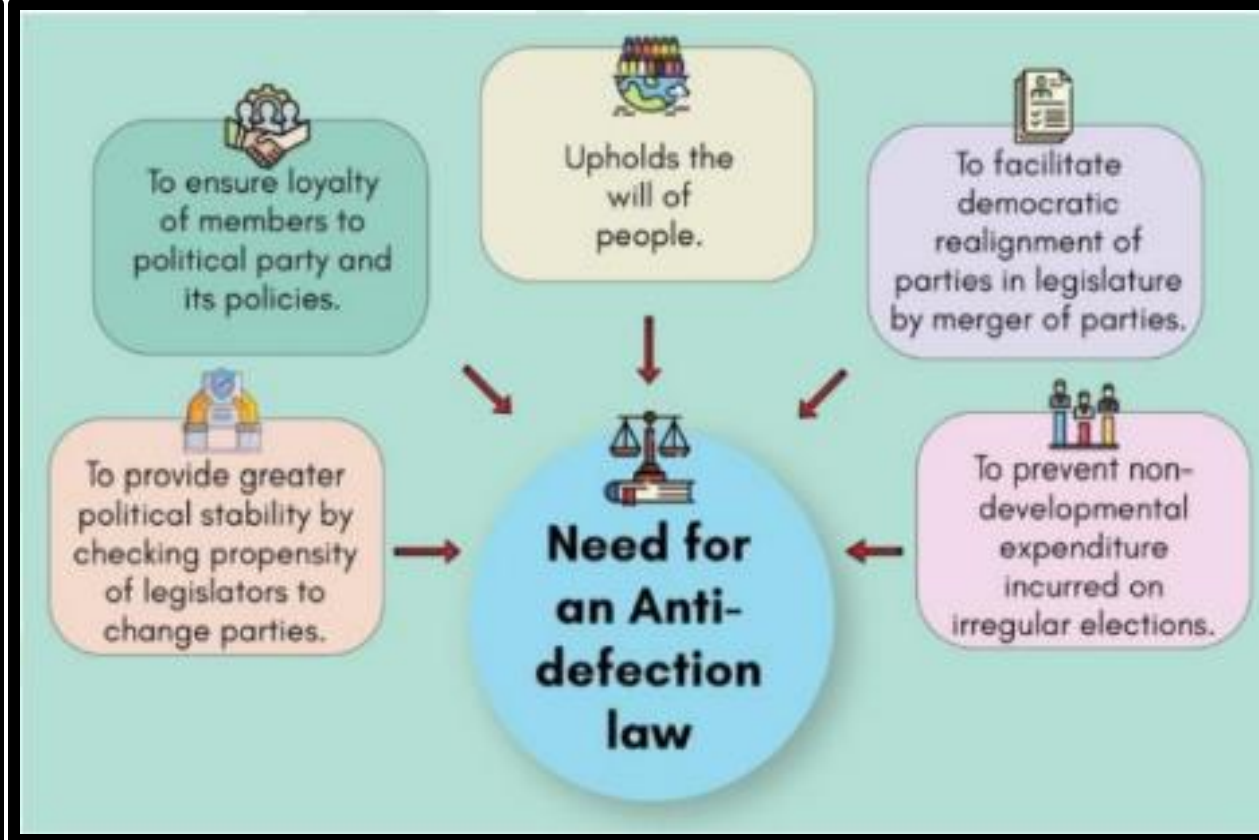 To ensure loyalty
of members to
political party and
its policies.
Upholds the
will of
people.
To facilitate
democratic
realignment of
parties in legislature
by merger of parties.
To provide greater
political stability by
checking propensity
of legislators to
change parties.
Need for
an Anti-
defection
law
To prevent non-
developmental
expenditure
incurred on
irregular elections.